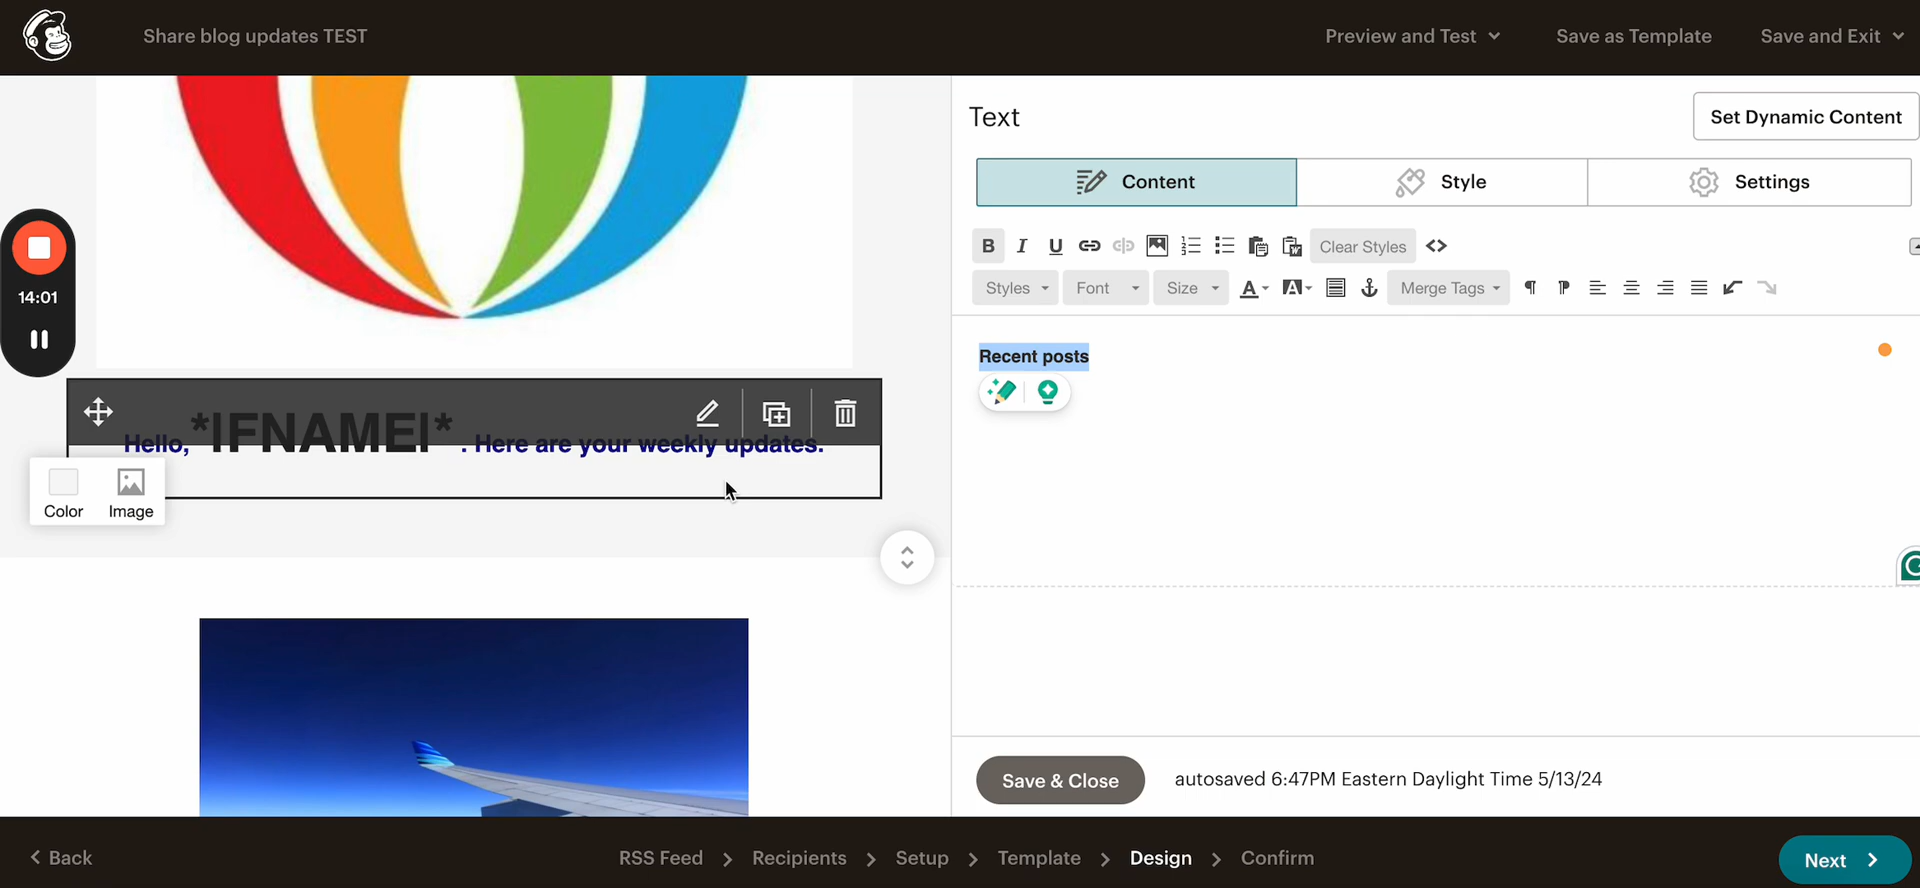 Share blog updates TEST
Preview and Test
Save as Template
Save and Exit
Text
Set Dynamic Content
Content
Style
Settings
14:01
B I U
Clear Styles
Styles
Font
Size
A
A
Merge Tags
Recent posts
Hello, *|FNAME|* . Here are your weekly updates.
Color
Image
Save & Close
autosaved 6:47PM Eastern Daylight Time 5/13/24
Back
RSS Feed > Recipients > Setup > Template > Design > Confirm
Next